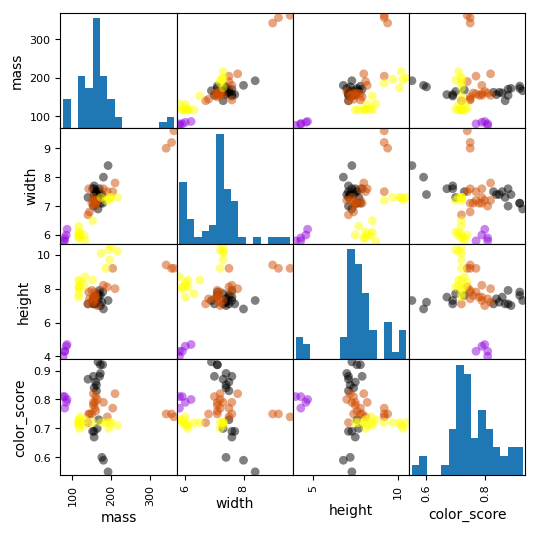 mass
300
200
100
width
9
8
7
6
height
10
8
6
4
color_score
0.9
0.8
0.7
0.6
100 200 300 6 8 5 10 0.6 0.8
mass width height color_score